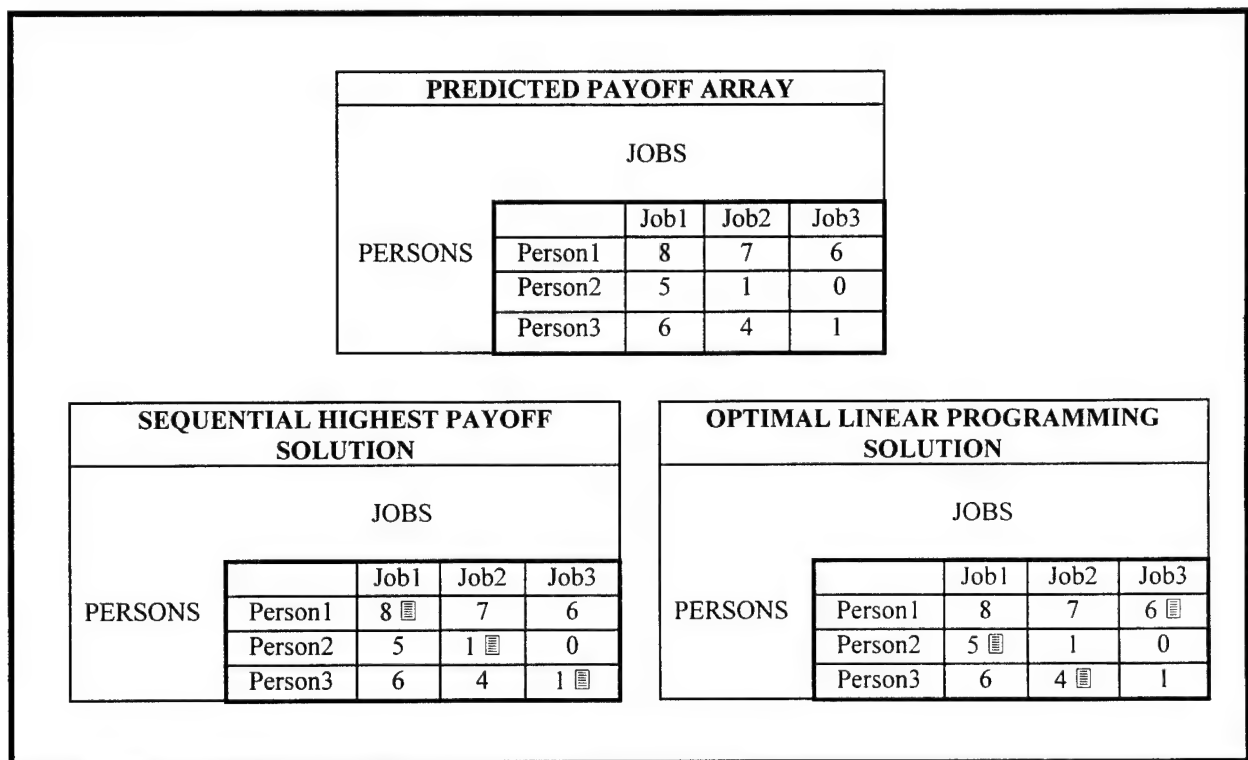 PREDICTED PAYOFF ARRAY
JOBS
Job1 Job2 Job3
PERSONS Person1 8 7 6
Person2 5 1 0
Person3 6 4 1
SEQUENTIAL HIGHEST PAYOFF
SOLUTION
JOBS
Job1 Job2 Job3
PERSONS Person1 8 7 6
Person2 5 1 0
Person3 6 4 1
OPTIMAL LINEAR PROGRAMMING
SOLUTION
JOBS
Job1 Job2 Job3
PERSONS Person1 8 7 6
Person2 5 1 0
Person3 6 4 1